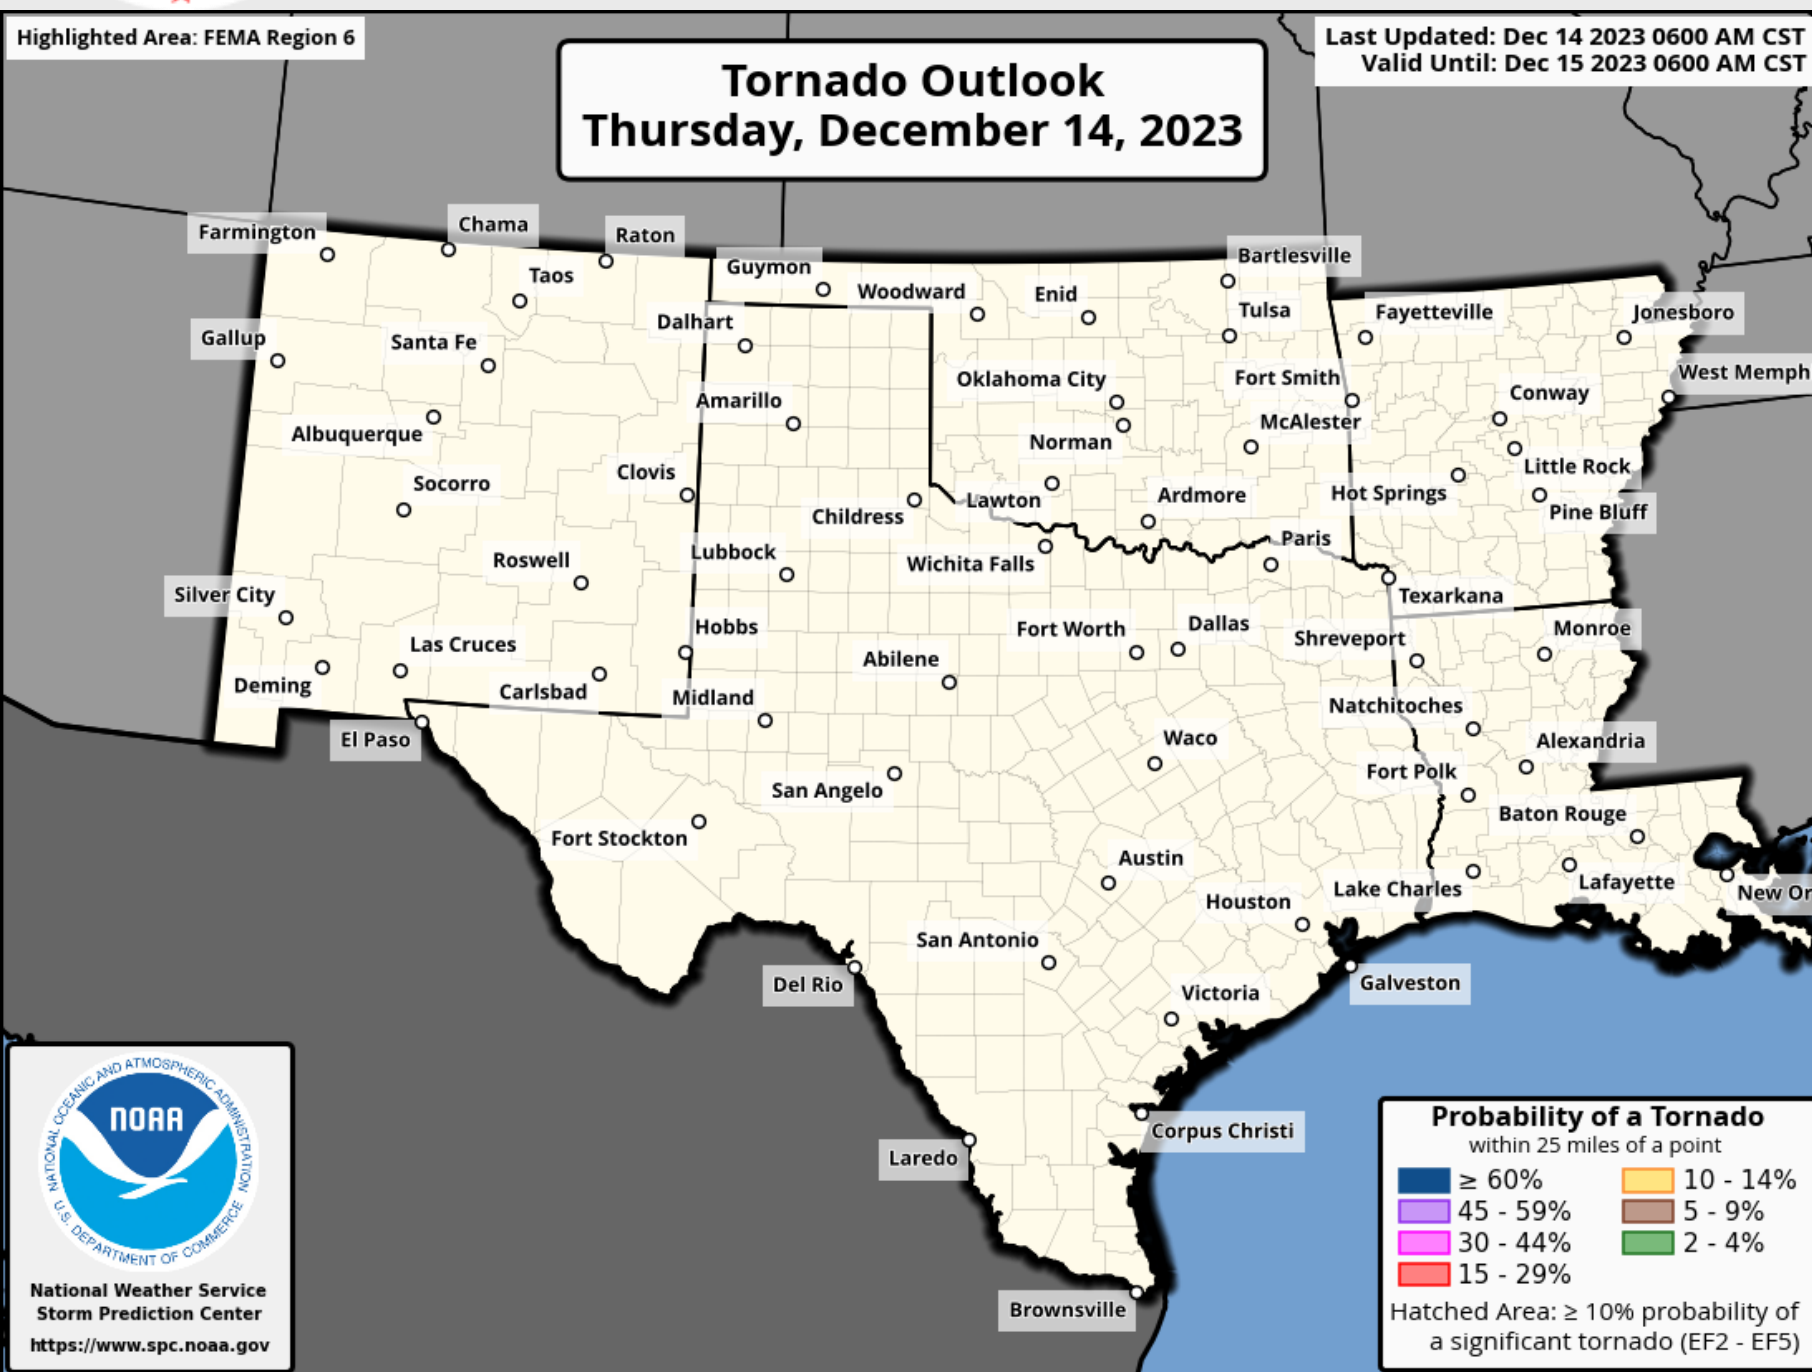 Highlighted Area: FEMA Region 6
Tornado Outlook
Thursday, December 14, 2023
Last Updated: Dec 14 2023 0600 AM CST
Valid Until: Dec 15 2023 0600 AM CST
Farmington
Chama
Raton
Taos
Guymon
Woodward
Enid
Bartlesville
Tulsa
Fayetteville
Jonesboro
Gallup
Santa Fe
Dalhart
West Memph
Oklahoma City
Fort Smith
Conway
Amarillo
Albuquerque
Norman
McAlester
Little Rock
Clovis
Socorro
Childress
Lawton
Ardmore
Hot Springs
Pine Bluff
Paris
Lubbock
Roswell
Wichita Falls
Silver City
Texarkana
Hobbs
Fort Worth
Dallas
Shreveport
Monroe
Las Cruces
Abilene
Deming
Carlsbad
Midland
Natchitoches
El Paso
Waco
Alexandria
Fort Polk
San Angelo
Baton Rouge
Fort Stockton
Austin
Lake Charles
Lafayette
New Or
Houston
San Antonio
Del Rio
Victoria
Galveston
Corpus Christi
Laredo
Brownsville
NATIONAL OCEANIC AND ATMOSPHERIC ADMINISTRATION
NOAA
U.S. DEPARTMENT OF COMMERCE
National Weather Service
Storm Prediction Center
https://www.spc.noaa.gov
Probability of a Tornado
within 25 miles of a point
≥ 60%
10 - 14%
45 - 59%
5 - 9%
30 - 44%
2 - 4%
15 - 29%
Hatched Area: ≥ 10% probability of
a significant tornado (EF2 - EF5)